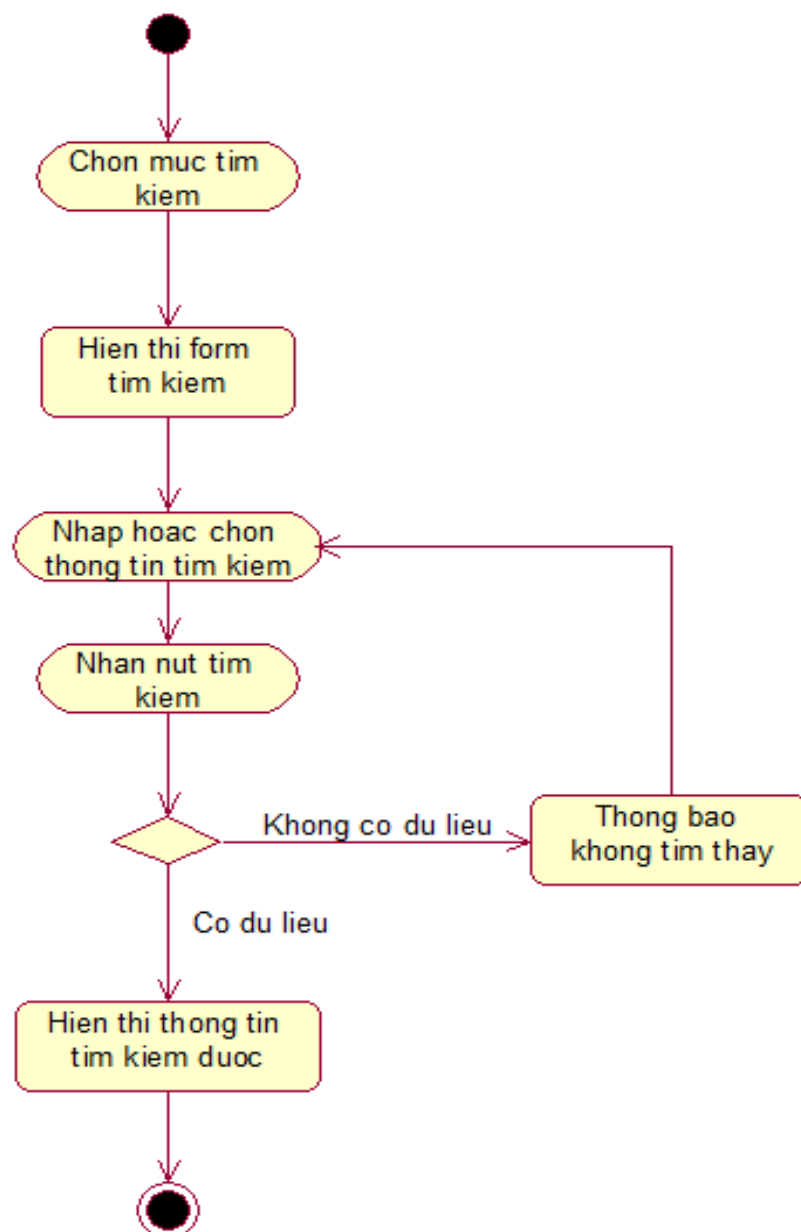 Chon muc tim
kiem
Hien thi form
tim kiem
Nhap hoac chon
thong tin tim kiem
Nhan nut tim
kiem
Khong co du lieu
Thong bao
khong tim thay
Co du lieu
Hien thi thong tin
tim kiem duoc